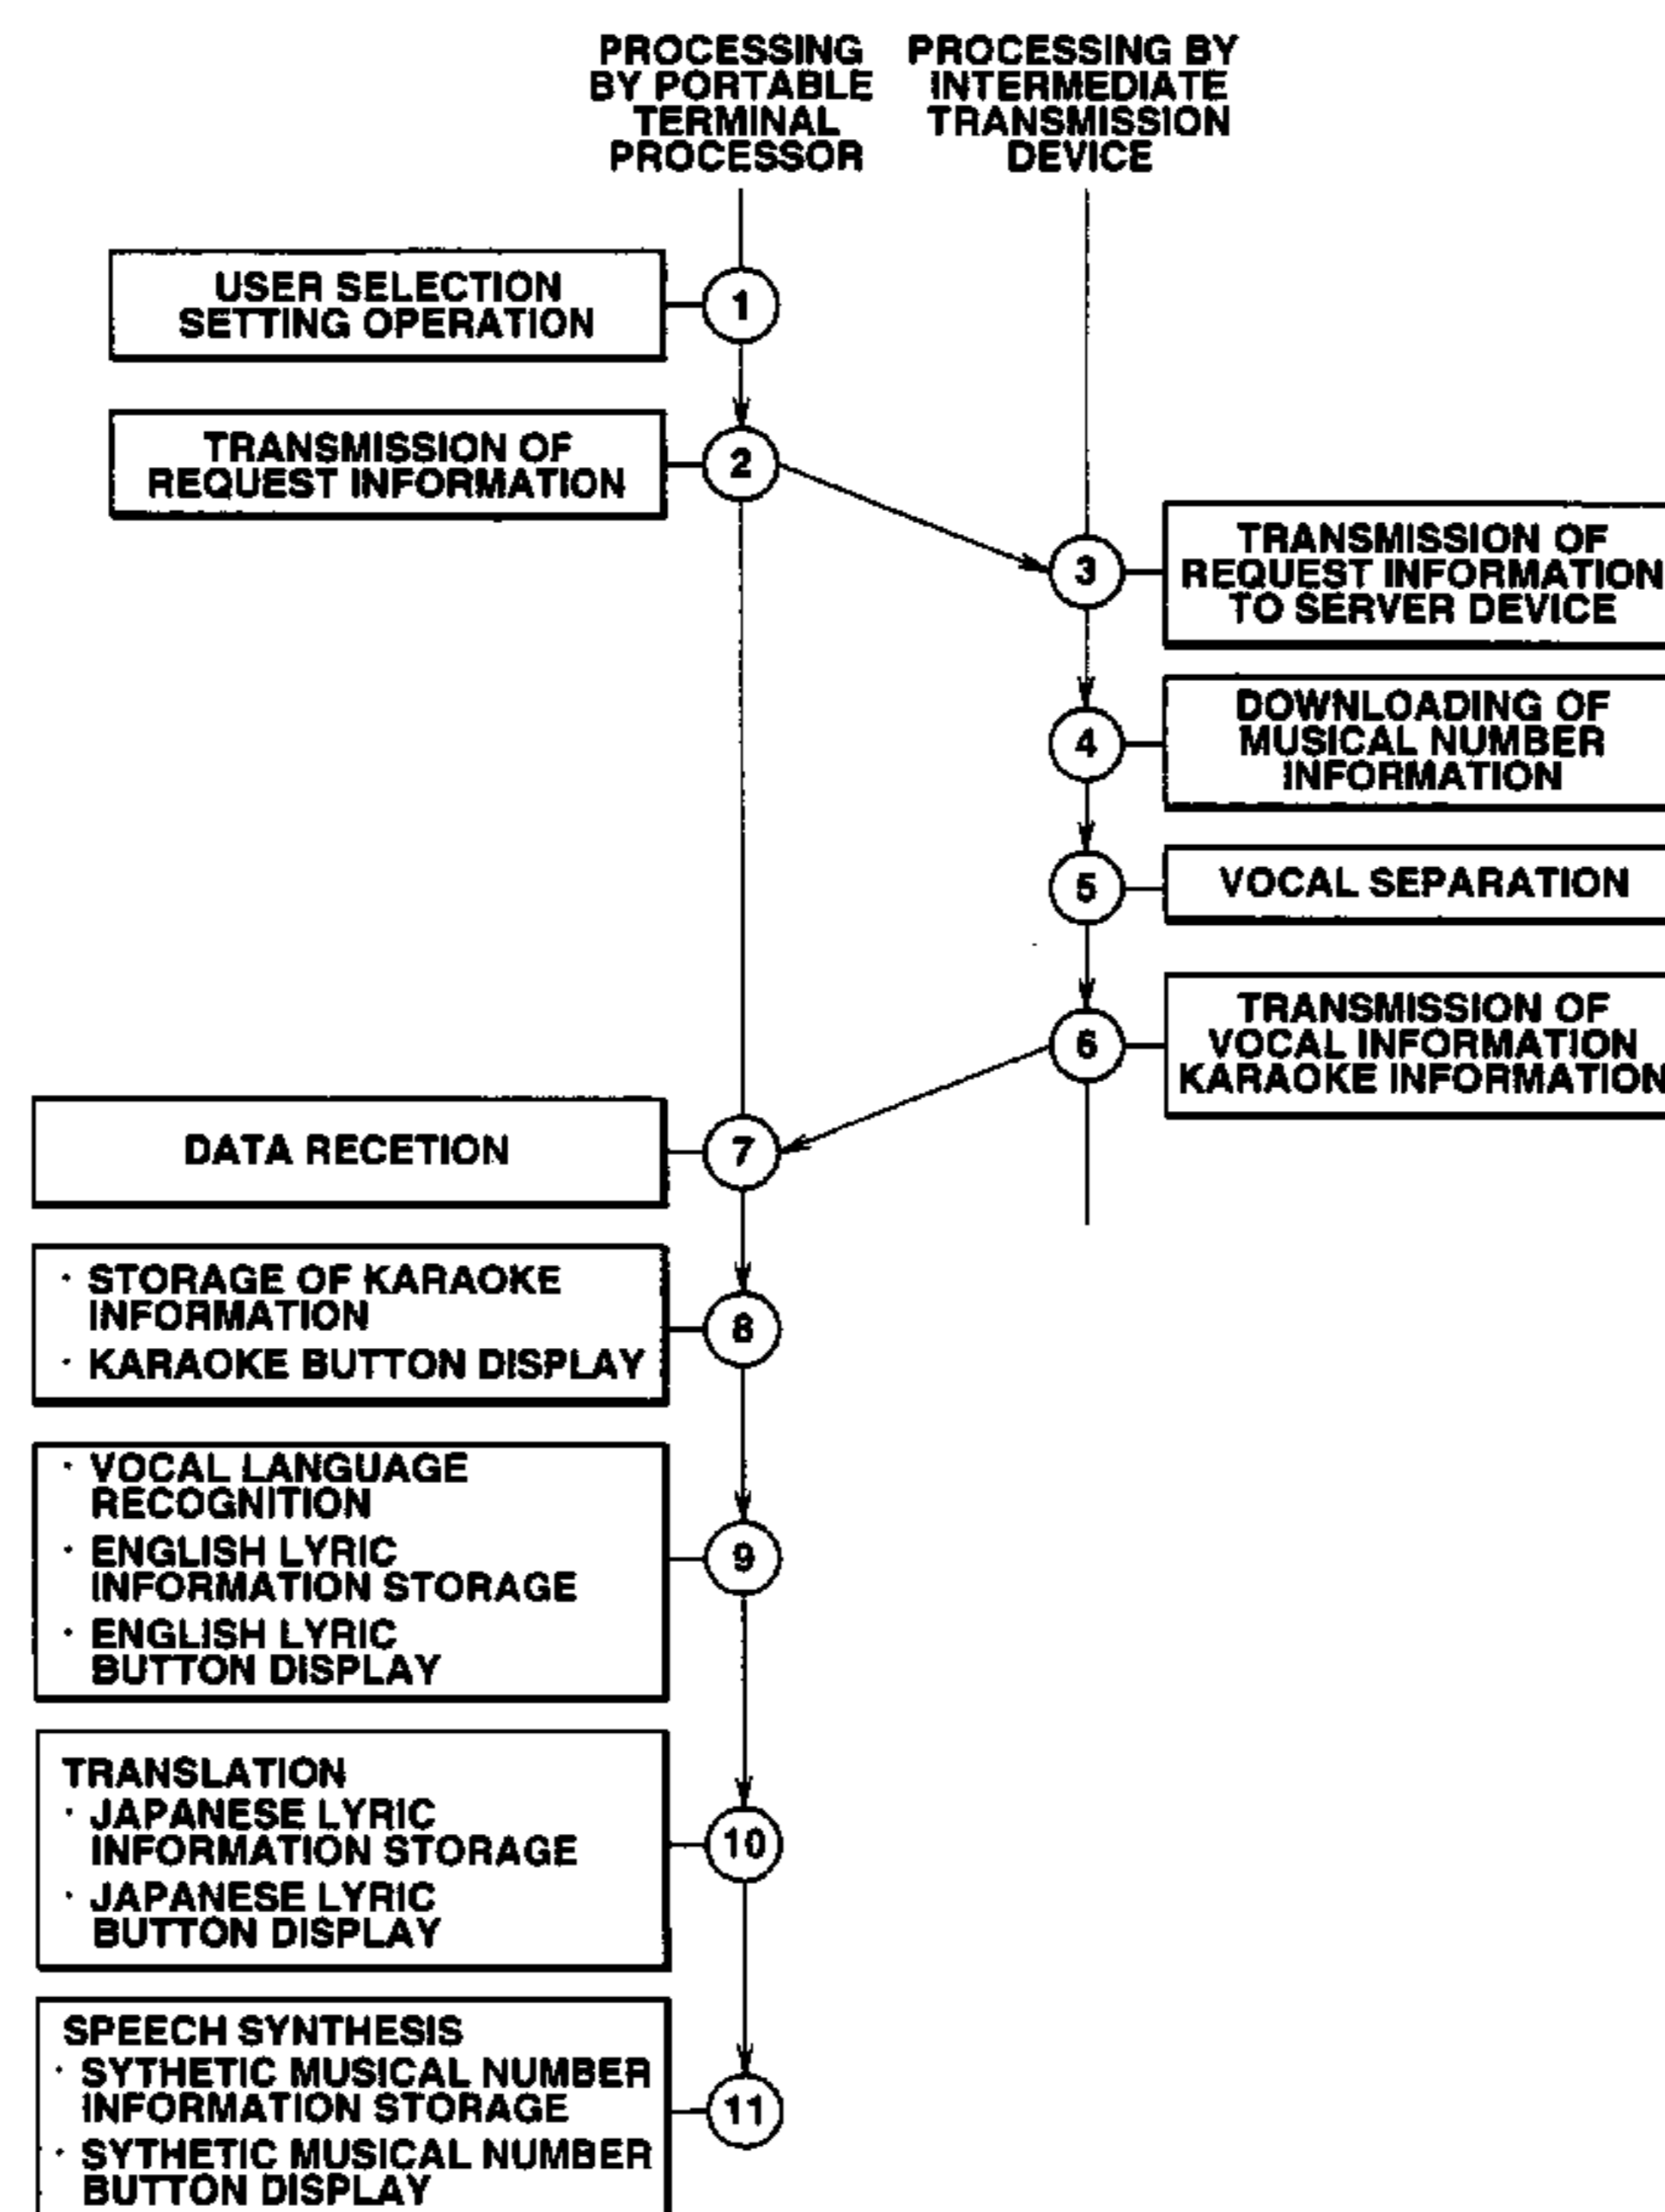 PROCESSING
BY PORTABLE
TERMINAL
PROCESSOR
PROCESSING BY
INTERMEDIATE
TRANSMISSION
DEVICE
USER SELECTION
SETTING OPERATION
1
TRANSMISSION OF
REQUEST INFORMATION
2
3
TRANSMISSION OF
REQUEST INFORMATION
TO SERVER DEVICE
4
DOWNLOADING OF
MUSICAL NUMBER
INFORMATION
5
VOCAL SEPARATION
6
TRANSMISSION OF
VOCAL INFORMATION
KARAOKE INFORMATION
DATA RECETION
7
· STORAGE OF KARAOKE
INFORMATION
· KARAOKE BUTTON DISPLAY
8
· VOCAL LANGUAGE
RECOGNITION
· ENGLISH LYRIC
INFORMATION STORAGE
· ENGLISH LYRIC
BUTTON DISPLAY
9
TRANSLATION
· JAPANESE LYRIC
INFORMATION STORAGE
· JAPANESE LYRIC
BUTTON DISPLAY
10
SPEECH SYNTHESIS
· SYTHETIC MUSICAL NUMBER
INFORMATION STORAGE
· SYTHETIC MUSICAL NUMBER
BUTTON DISPLAY
11